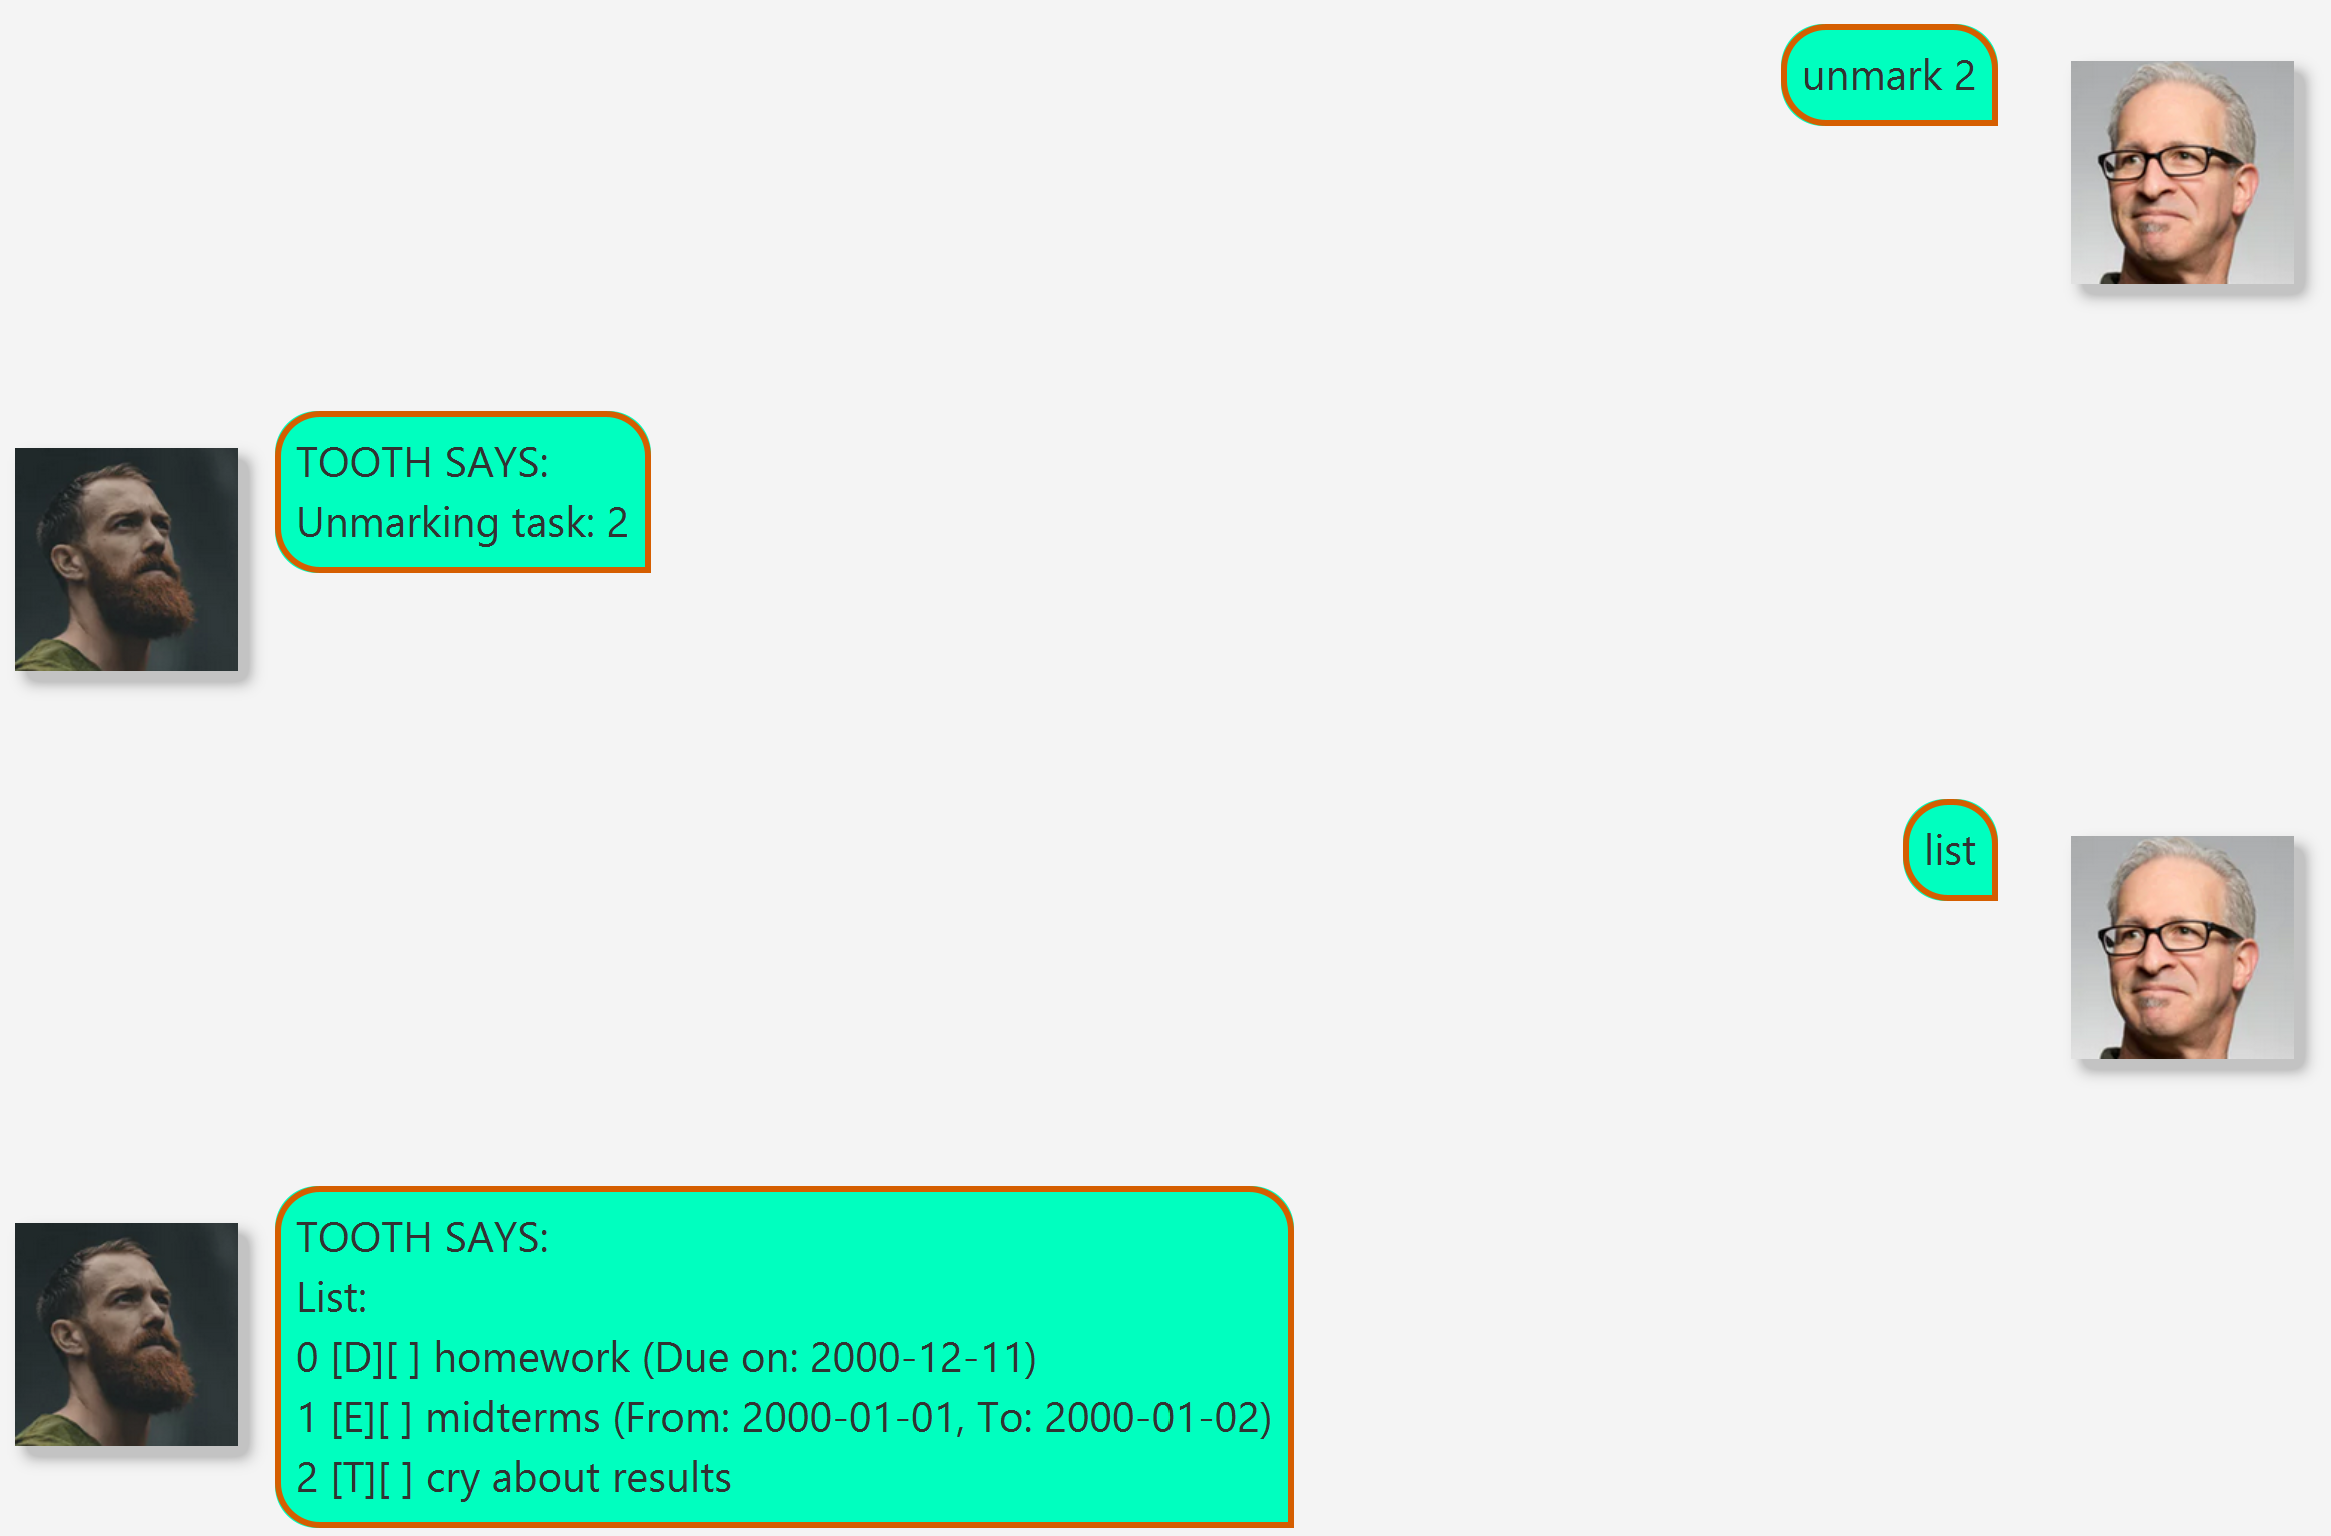 unmark 2
TOOTH SAYS:
Unmarking task: 2
list
TOOTH SAYS:
List:
0 [D][ ] homework (Due on: 2000-12-11)
1 [E][ ] midterms (From: 2000-01-01, To: 2000-01-02)
2 [T][ ] cry about results